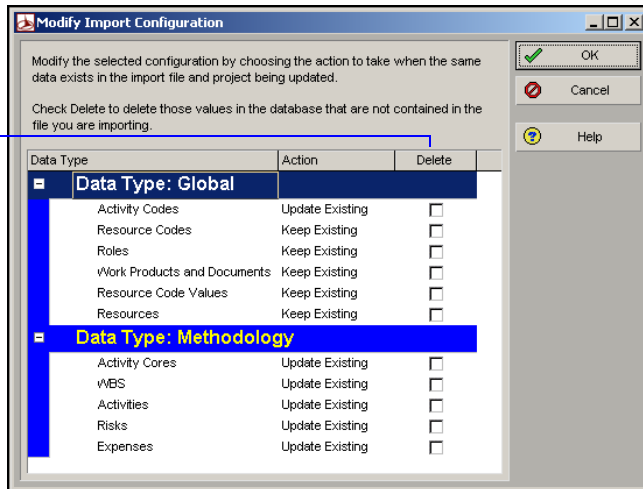 Modify Import Configuration
Modify the selected configuration by choosing the action to take when the same
data exists in the import file and project being updated.
Check Delete to delete those values in the database that are not contained in the
file you are importing.
OK
Cancel
Help
Data Type Action Delete
Data Type: Global
Activity Codes Update Existing
Resource Codes Keep Existing
Roles Keep Existing
Work Products and Documents Keep Existing
Resource Code Values Keep Existing
Resources Keep Existing
Data Type: Methodology
Activity Cores Update Existing
WBS Update Existing
Activities Update Existing
Risks Update Existing
Expenses Update Existing